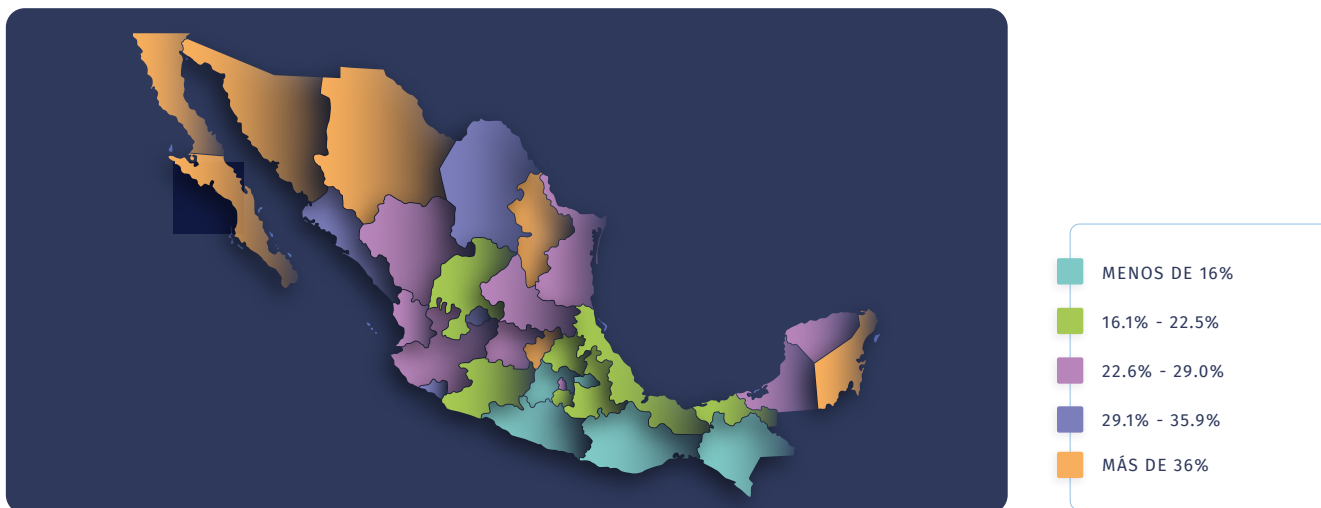 MENOS DE 16%
16.1% - 22.5%
22.6% - 29.0%
29.1% - 35.9%
MÁS DE 36%